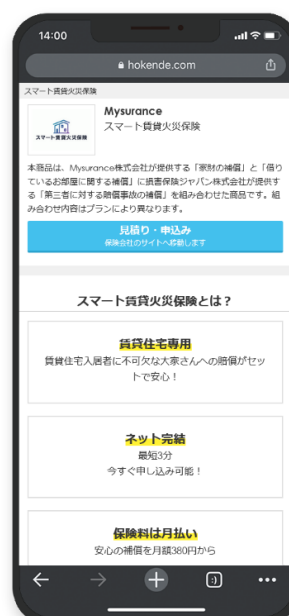 14:00
hokende.com
スマート賃貸火災保険
スマート賃貸火災保険
Mysurance
スマート賃貸火災保険
本商品は、Mysurance株式会社が提供する「家財の補償」と「借り
ているお部屋に関する補償」に損害保険ジャパン株式会社が提供す
る「第三者に対する賠償事故の補償」を組み合わせた商品です。組
み合わせ内容はプランにより異なります。
見積り・申込み
保険会社のサイトへ移動します
スマート賃貸火災保険とは？
賃貸住宅専用
賃貸住宅入居者に不可欠な大家さんへの賠償がセッ
トで安心！
ネット完結
最短3分
今すぐ申し込み可能！
保険料は月払い
安心の補償を月額380円から
:)